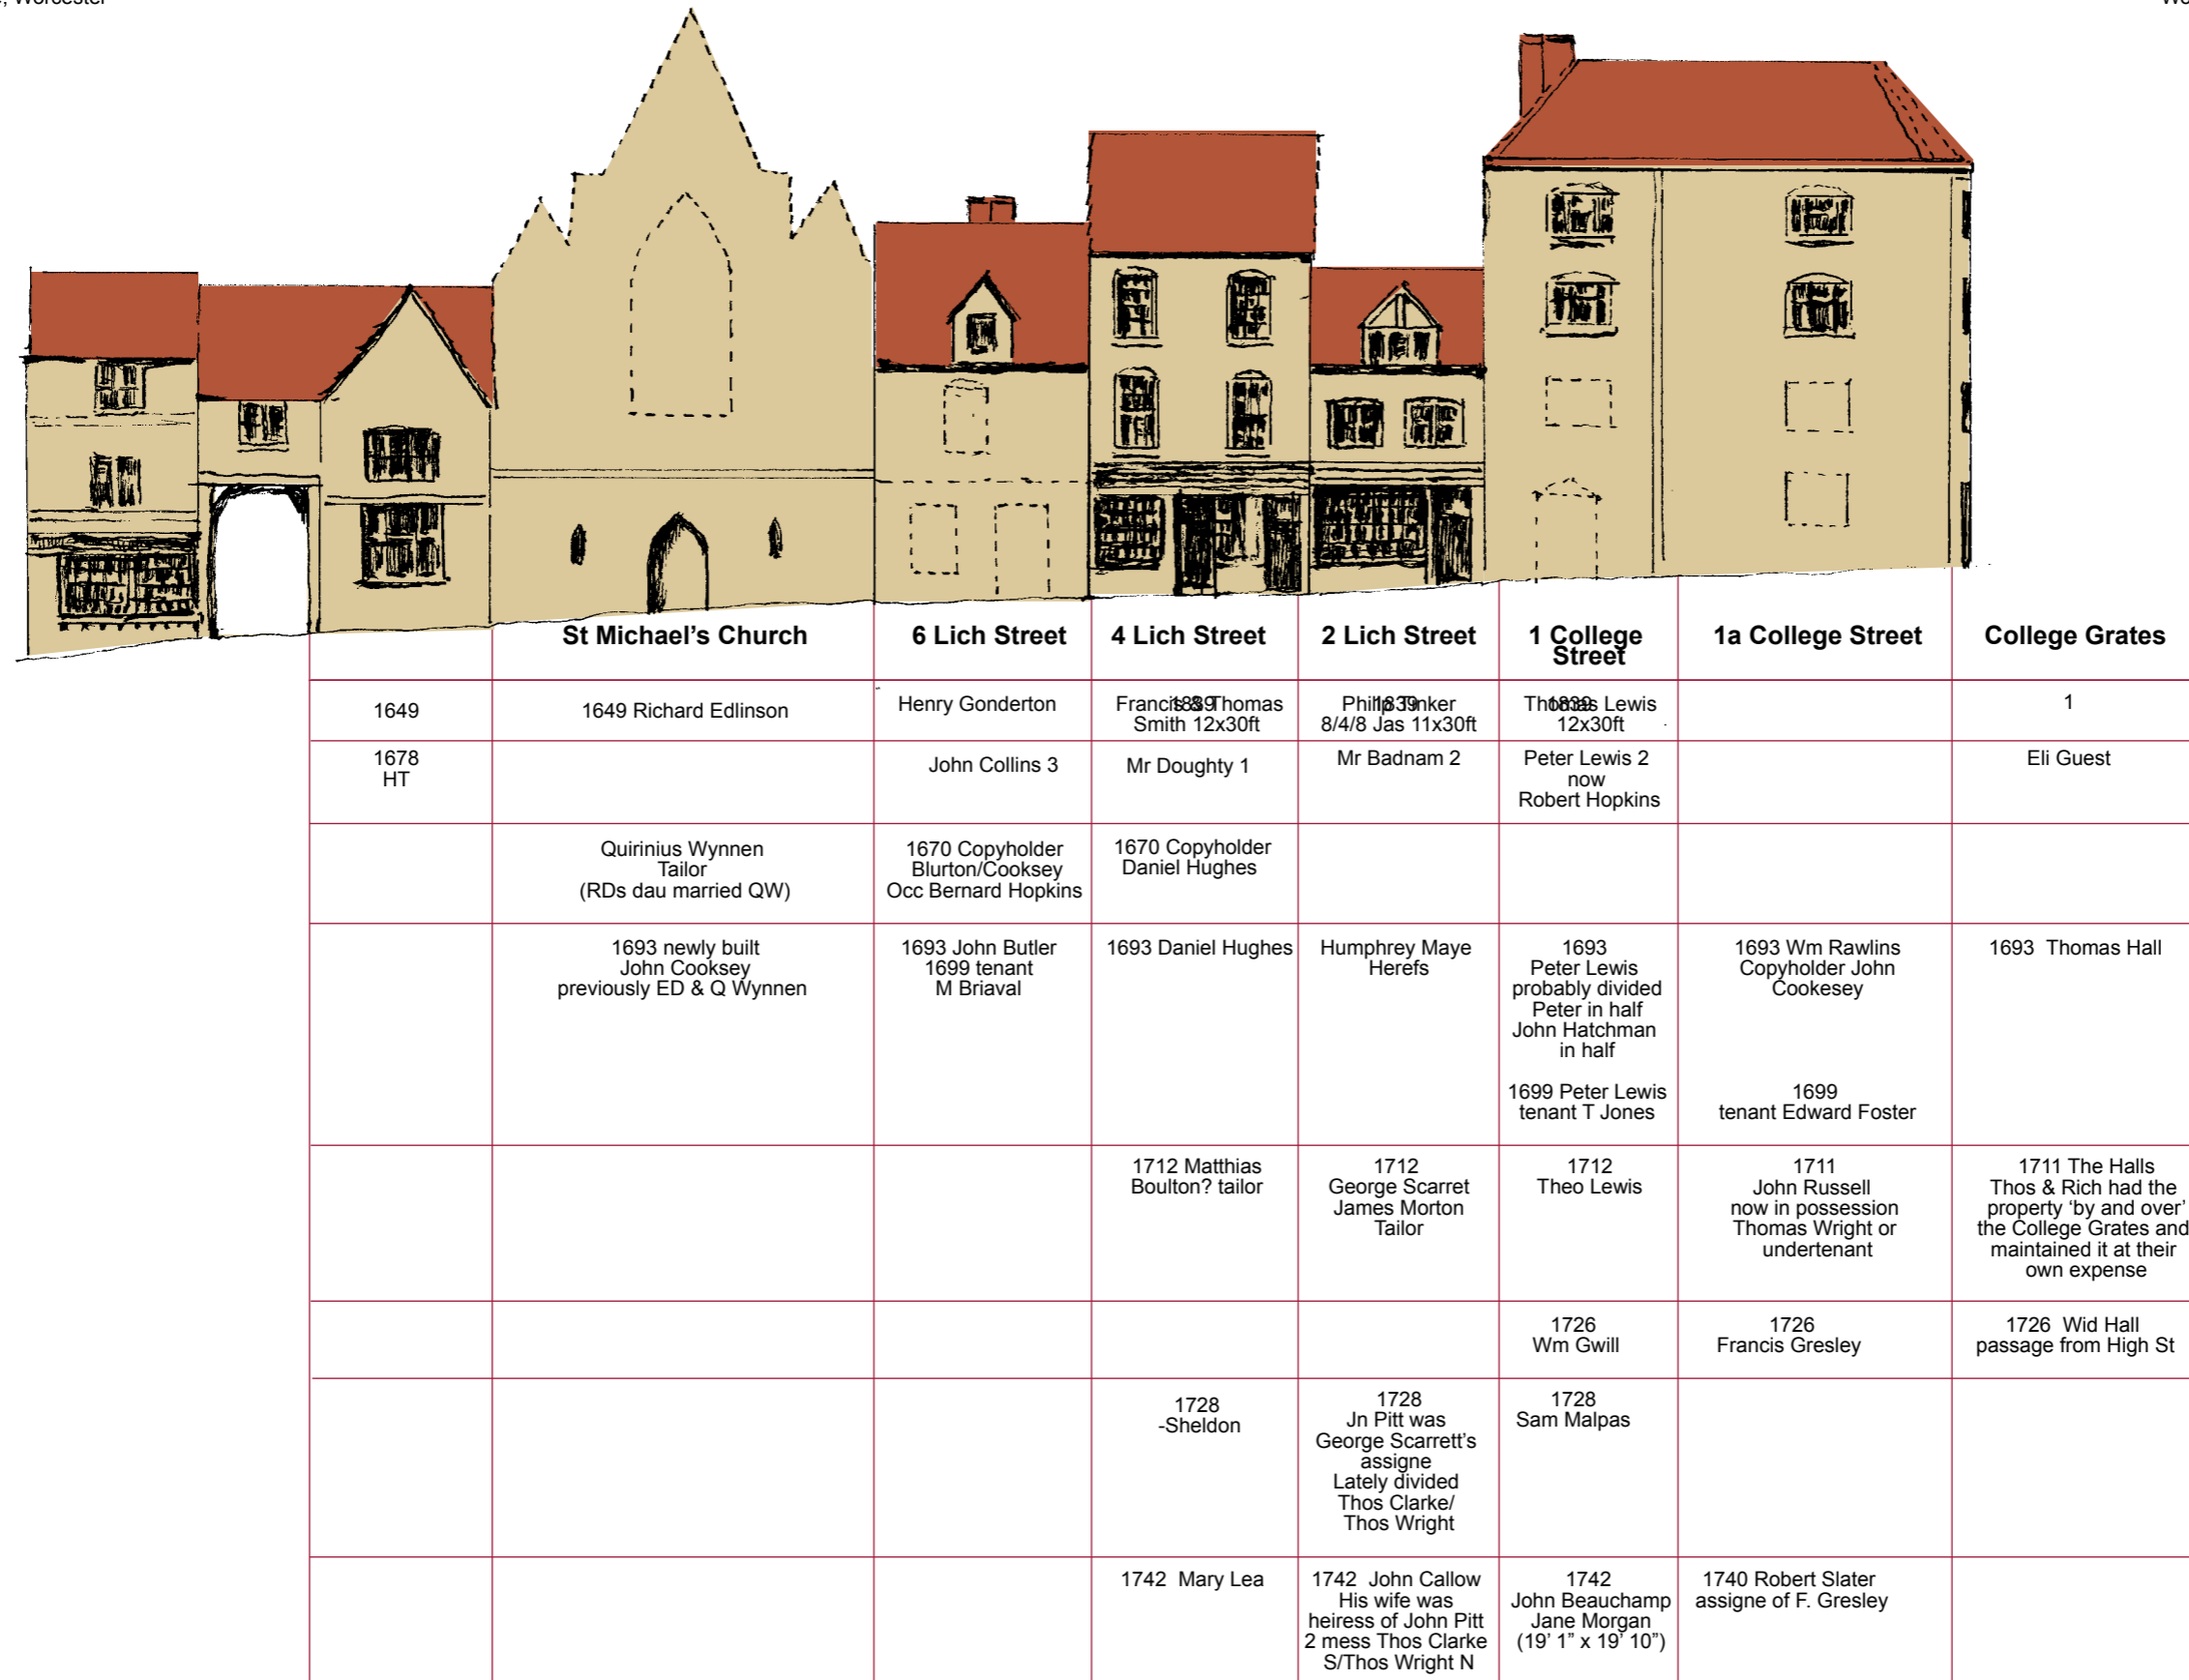 Worcester
St Michael's Church
6 Lich Street
4 Lich Street
2 Lich Street
1 College
Street
1a College Street
College Grates
1649
1649 Richard Edlinson
Henry Gonderton
Francis & Thomas
Smith 12x30ft
1839
Philip Tinker
8/4/8 Jas 11x30ft
1839
Thomas Lewis
12x30ft
1839
1
1678
HT
John Collins 3
Mr Doughty 1
Mr Badnam 2
Peter Lewis 2
now
Robert Hopkins
Eli Guest
Quirinius Wynnen
Tailor
(RDs dau married QW)
1670 Copyholder
Blurton/Cooksey
Occ Bernard Hopkins
1670 Copyholder
Daniel Hughes
1693 newly built
John Cooksey
previously ED & Q Wynnen
1693 John Butler
1699 tenant
M Briaval
1693 Daniel Hughes
Humphrey Maye
Herefs
1693
Peter Lewis
probably divided
Peter in half
John Hatchman
in half
1699 Peter Lewis
tenant T Jones
1693 Wm Rawlins
Copyholder John
Cookesey
1699
tenant Edward Foster
1693 Thomas Hall
1712 Matthias
Boulton? tailor
1712
George Scarret
James Morton
Tailor
1712
Theo Lewis
1711
John Russell
now in possession
Thomas Wright or
undertenant
1711 The Halls
Thos & Rich had the
property 'by and over'
the College Grates and
maintained it at their
own expense
1726
Wm Gwill
1726
Francis Gresley
1726 Wid Hall
passage from High St
1728
-Sheldon
1728
Jn Pitt was
George Scarrett's
assigne
Lately divided
Thos Clarke/
Thos Wright
1728
Sam Malpas
1742 Mary Lea
1742 John Callow
His wife was
heiress of John Pitt
2 mess Thos Clarke
S/Thos Wright N
1742
John Beauchamp
Jane Morgan
(19' 1" x 19' 10")
1740 Robert Slater
assigne of F. Gresley